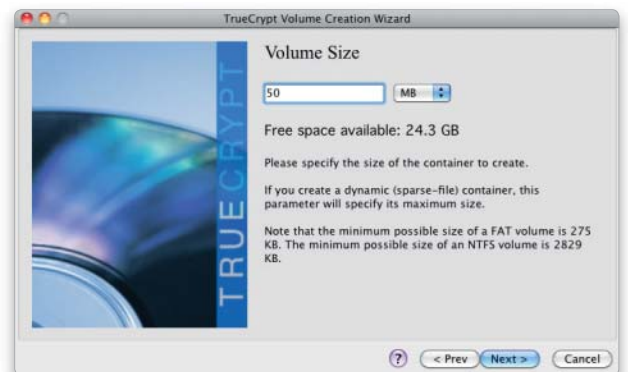 TrueCrypt Volume Creation Wizard
TRUECRYPT
Volume Size
50
MB
Free space available: 24.3 GB
Please specify the size of the container to create.
If you create a dynamic (sparse-file) container, this
parameter will specify its maximum size.
Note that the minimum possible size of a FAT volume is 275
KB. The minimum possible size of an NTFS volume is 2829
KB.
?
< Prev
Next >
Cancel